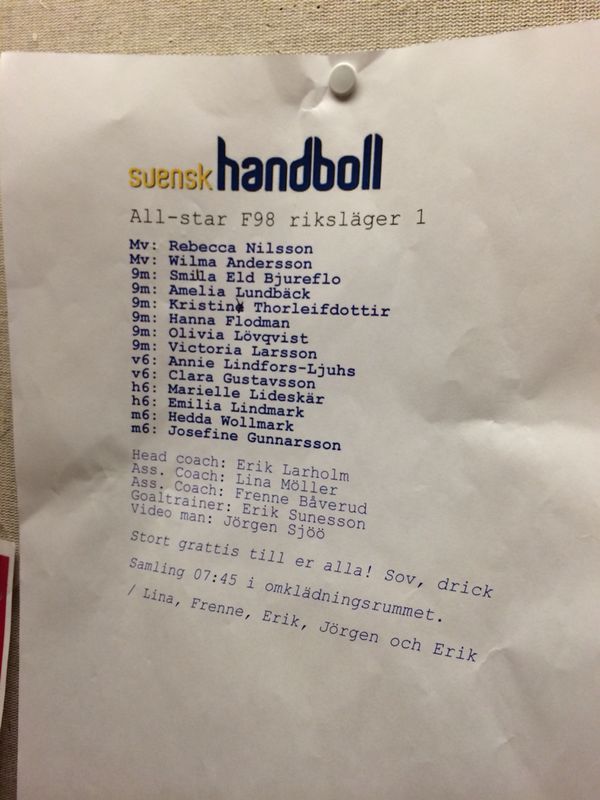 svensk handboll
All-star F98 riksläger 1
Mv: Rebecca Nilsson
Mv: Wilma Andersson
9m: Smilla Eld Bjureflo
9m: Amelia Lundbäck
9m: Kristin Thorleifdottir
9m: Hanna Flodman
9m: Olivia Lövqvist
9m: Victoria Larsson
v6: Annie Lindfors-Ljuhs
v6: Clara Gustavsson
h6: Marielle Lideskär
h6: Emilia Lindmark
m6: Hedda Wollmark
m6: Josefine Gunnarsson
Head coach: Erik Larholm
Ass. Coach: Lina Möller
Ass. Coach: Frenne Båverud
Goaltrainer: Erik Sunesson
Video man: Jörgen Sjöö
Stort grattis till er alla! Sov, drick
Samling 07:45 i omklädningsrummet.
/ Lina, Frenne, Erik, Jörgen och Erik